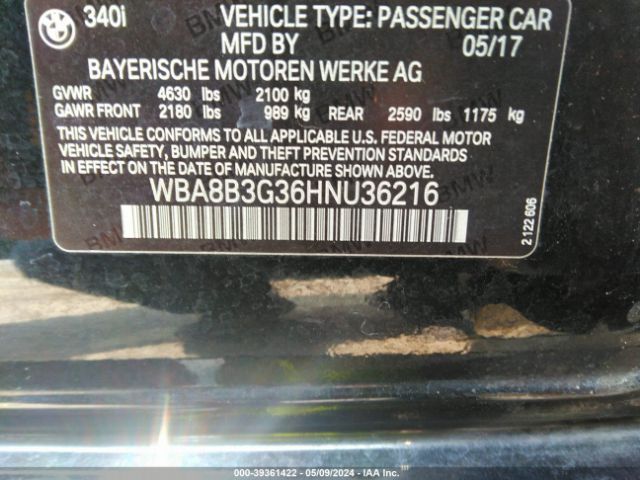 340i VEHICLE TYPE: PASSENGER CAR
MFD BY 05/17
BAYERISCHE MOTOREN WERKE AG
GVWR 4630 lbs 2100 kg
GAWR FRONT 2180 lbs 989 kg REAR 2590 lbs 1175 kg
THIS VEHICLE CONFORMS TO ALL APPLICABLE U.S. FEDERAL MOTOR
VEHICLE SAFETY, BUMPER AND THEFT PREVENTION STANDARDS
IN EFFECT ON THE DATE OF MANUFACTURE SHOWN ABOVE.
WBA8B3G36HNU36216
2 122 606
000-39361422 - 05/09/2024 - IAA Inc.